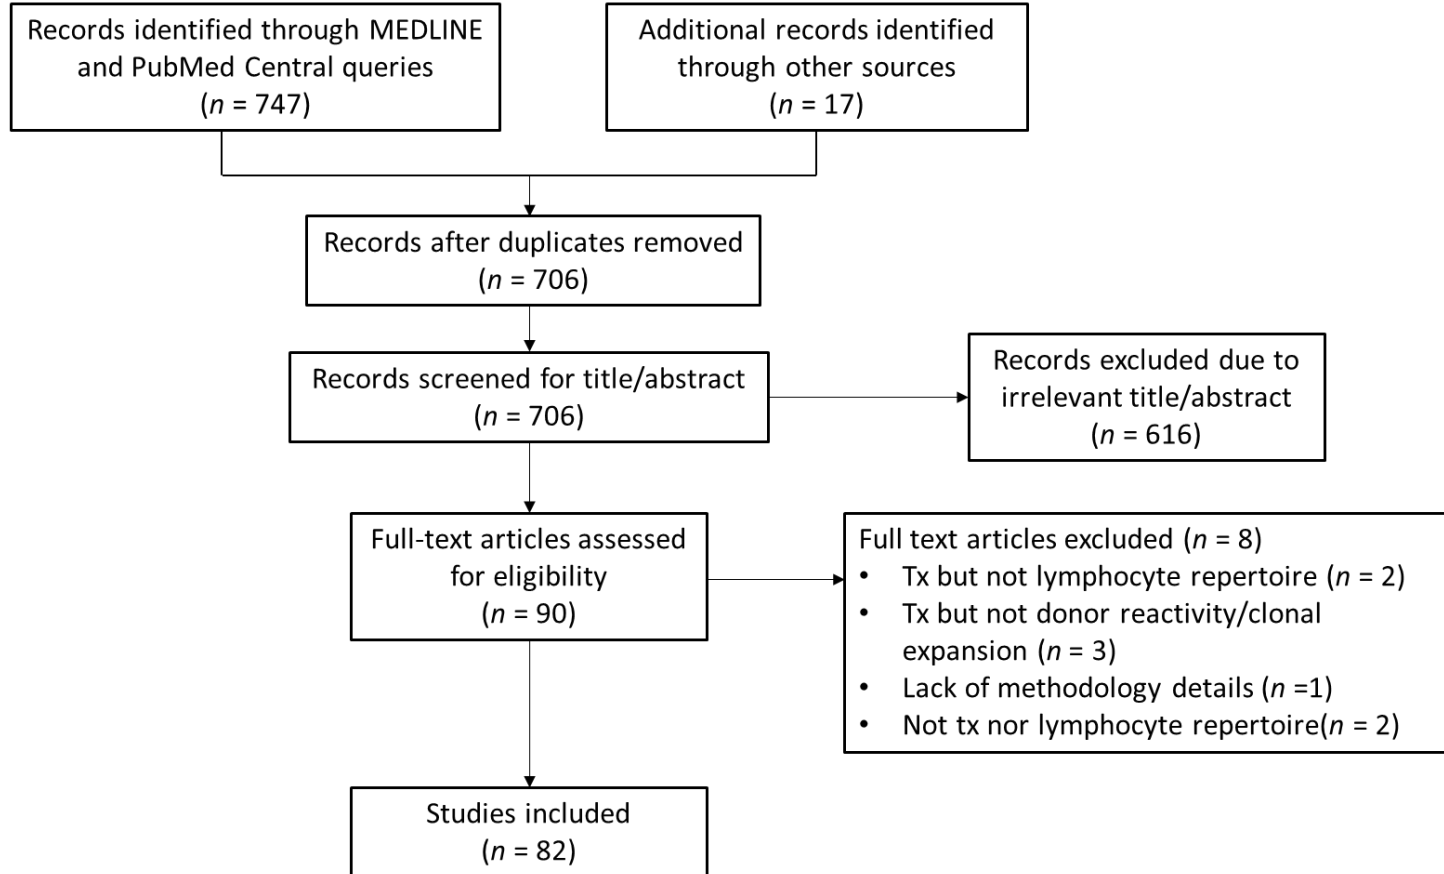 Records identified through MEDLINE
and PubMed Central queries
(n = 747)
Additional records identified
through other sources
(n = 17)
Records after duplicates removed
(n = 706)
Records screened for title/abstract
(n = 706)
Records excluded due to
irrelevant title/abstract
(n = 616)
Full-text articles assessed
for eligibility
(n = 90)
Full text articles excluded (n = 8)
• Tx but not lymphocyte repertoire (n = 2)
• Tx but not donor reactivity/clonal
expansion (n = 3)
• Lack of methodology details (n =1)
• Not tx nor lymphocyte repertoire(n = 2)
Studies included
(n = 82)